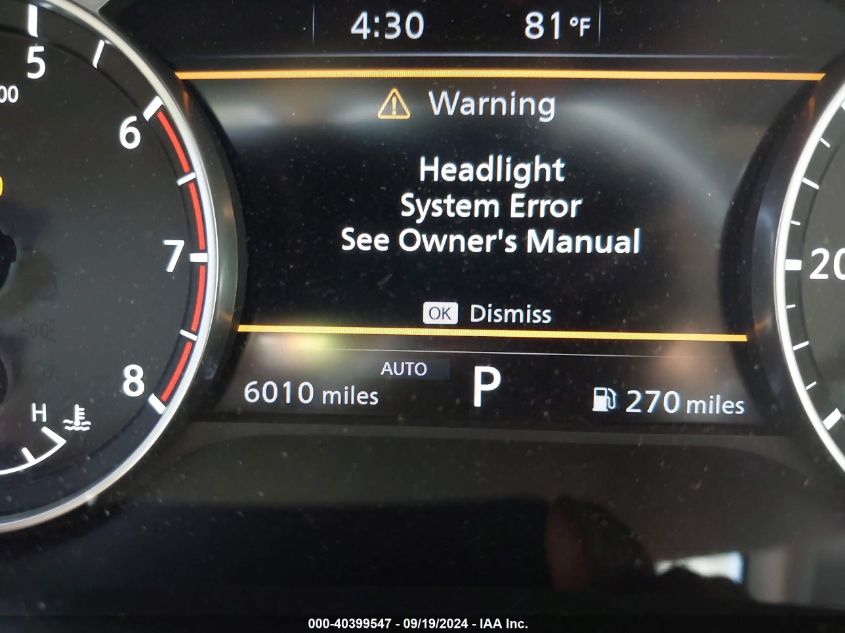 4:30 81°F
5
00
6
7
8
H
Warning
Headlight
System Error
See Owner's Manual
OK Dismiss
AUTO
6010 miles
P
270 miles
20
000-40399547 - 09/19/2024 - IAA Inc.